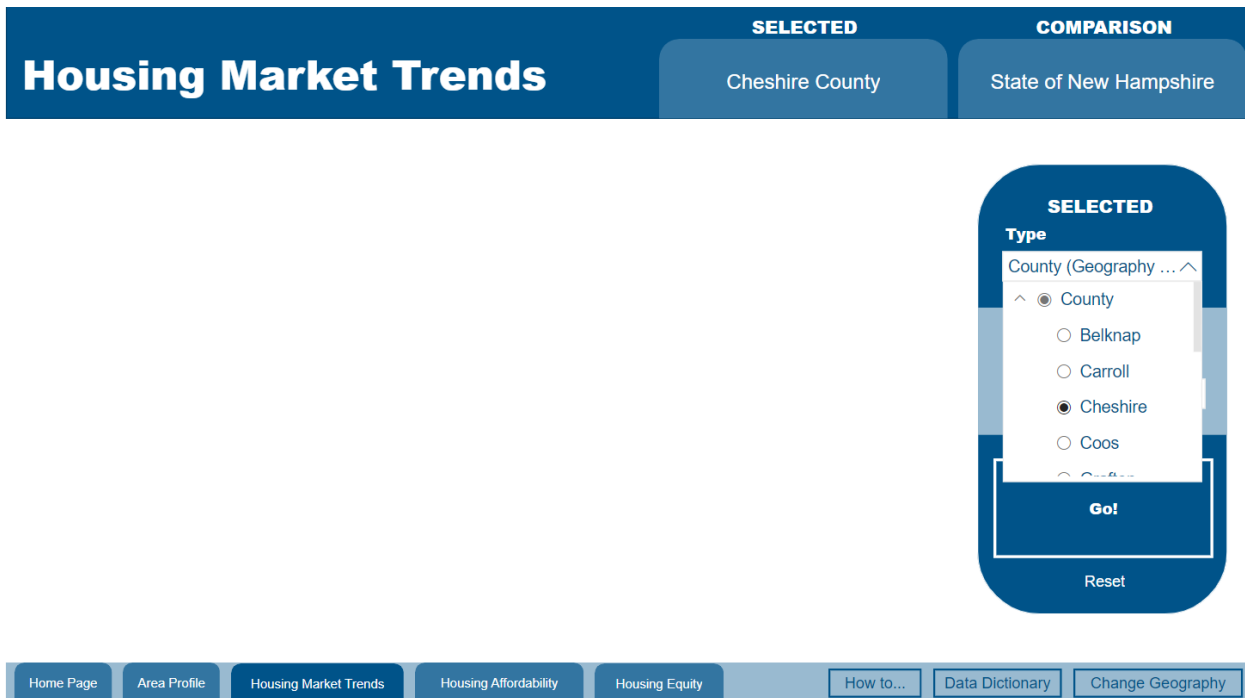 SELECTED
COMPARISON
Housing Market Trends
Cheshire County
State of New Hampshire
SELECTED
Type
County (Geography ...
County
Belknap
Carroll
Cheshire
Coos
Go!
Reset
Home Page
Area Profile
Housing Market Trends
Housing Affordability
Housing Equity
How to...
Data Dictionary
Change Geography